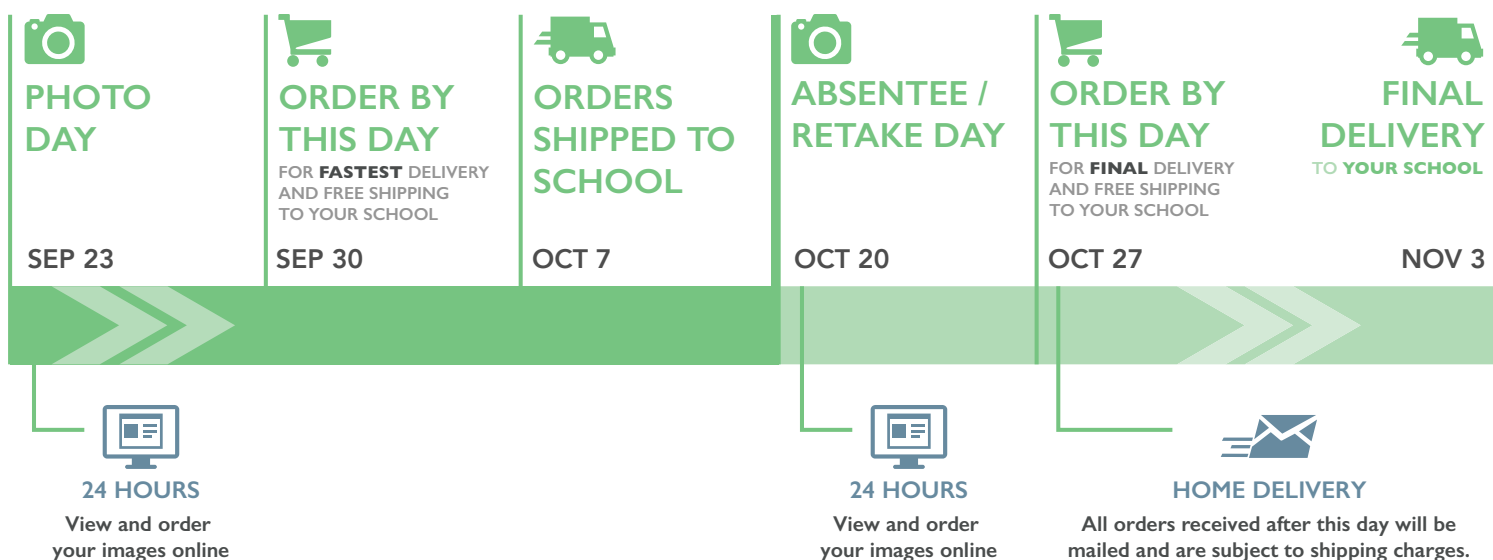 PHOTO
DAY
SEP 23
ORDER BY
THIS DAY
FOR FASTEST DELIVERY
AND FREE SHIPPING
TO YOUR SCHOOL
SEP 30
ORDERS
SHIPPED TO
SCHOOL
OCT 7
ABSENTEE /
RETAKE DAY
OCT 20
ORDER BY
THIS DAY
FOR FINAL DELIVERY
AND FREE SHIPPING
TO YOUR SCHOOL
OCT 27
FINAL
DELIVERY
TO YOUR SCHOOL
NOV 3
24 HOURS
View and order
your images online
24 HOURS
View and order
your images online
HOME DELIVERY
All orders received after this day will be
mailed and are subject to shipping charges.